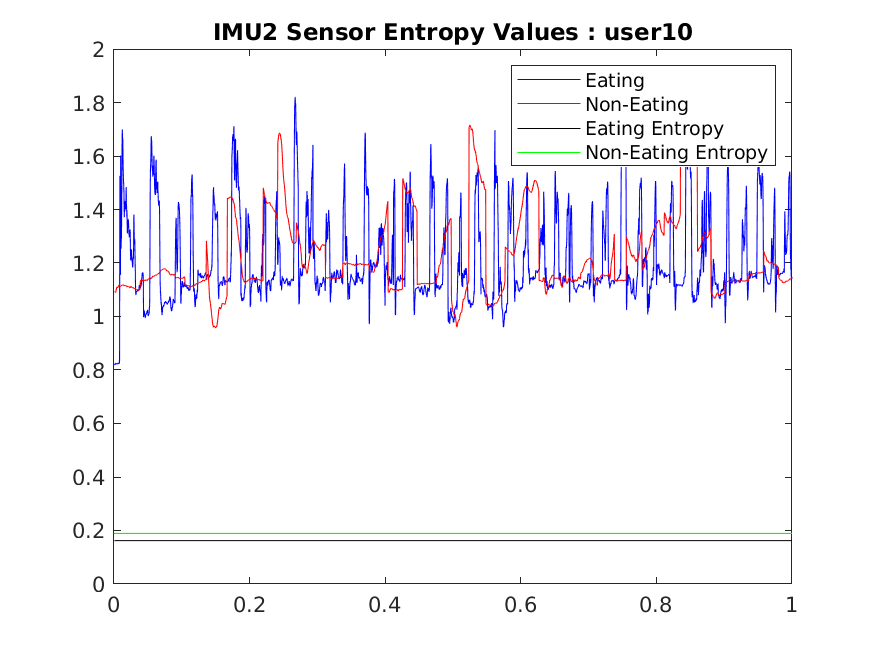 IMU2 Sensor Entropy Values : user10
2
1.8
1.6
1.4
1.2
1
0.8
0.6
0.4
0.2
0
Eating
Non-Eating
Eating Entropy
Non-Eating Entropy
0 0.2 0.4 0.6 0.8 1